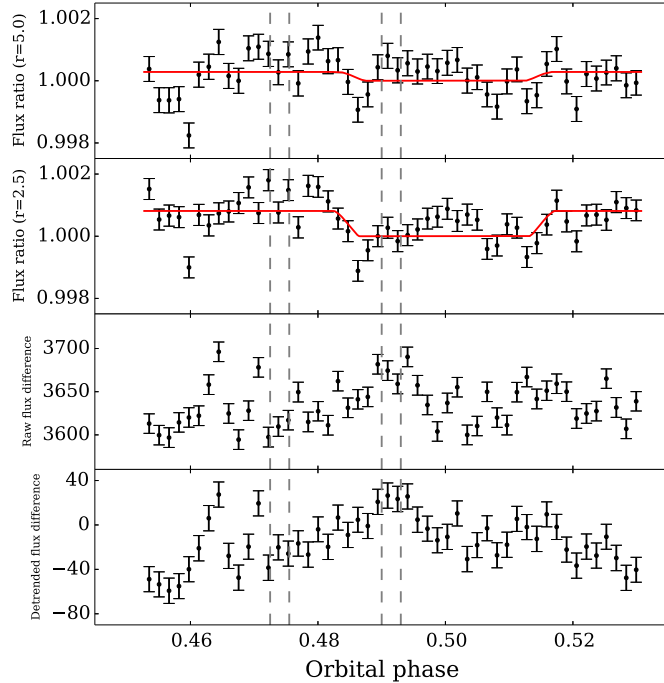 Flux ratio (r=5.0)
1.002
1.000
0.998
Flux ratio (r=2.5)
1.002
1.000
0.998
Raw flux difference
3700
3650
3600
Detrended flux difference
40
0
−40
−80
0.46 0.48 0.50 0.52
Orbital phase